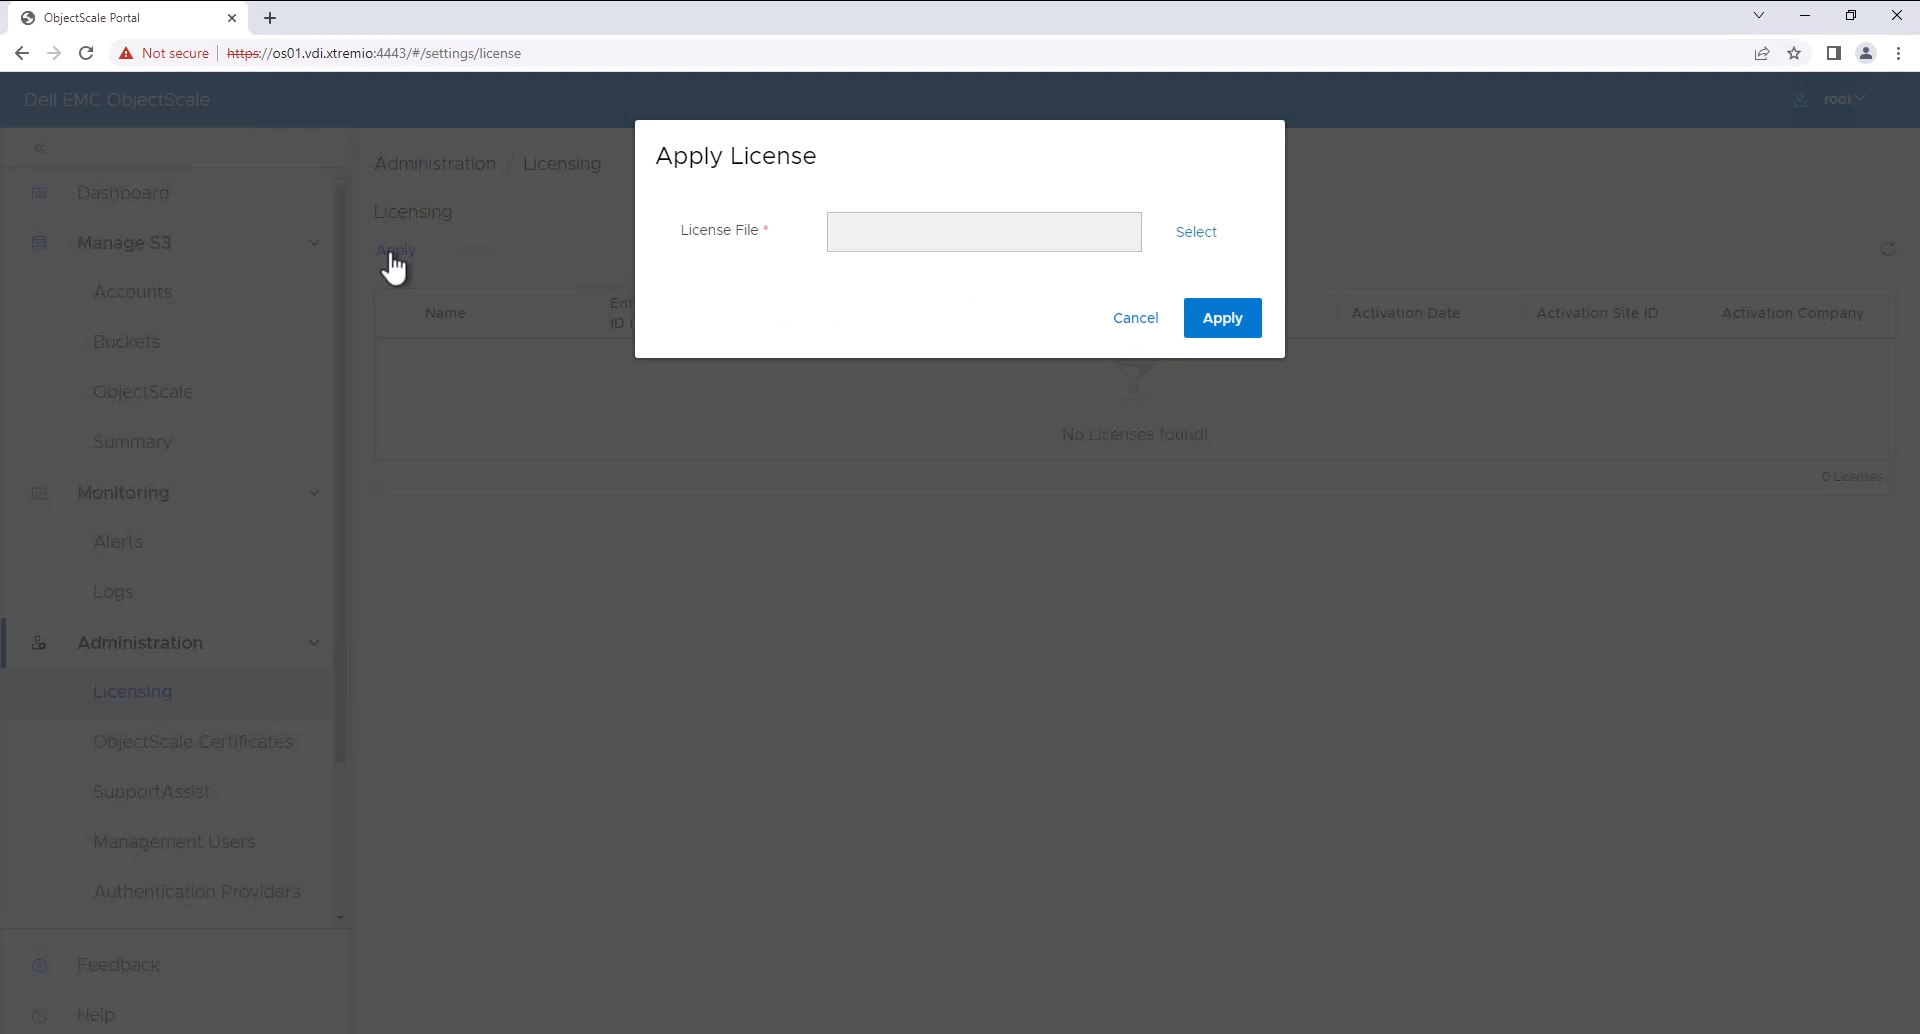 ObjectScale Portal
Not secure
https://os01.vdi.xtremio:4443/#/settings/license
Dell EMC ObjectScale
root
Dashboard
Manage S3
Accounts
Buckets
ObjectScale
Summary
Monitoring
Alerts
Logs
Administration
Licensing
ObjectScale Certificates
SupportAssist
Management Users
Authentication Providers
Feedback
Help
Administration / Licensing
Licensing
Apply
Name
Ent
ID (
Activation Date
Activation Site ID
Activation Company
No Licenses found!
0 Licenses
Apply License
License File *
Select
Cancel
Apply